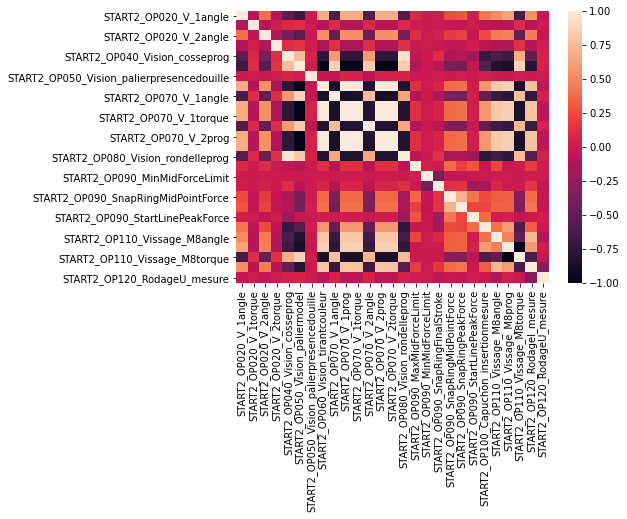 START2_OP020_V_1angle
START2_OP020_V_2angle
START2_OP040_Vision_cosseprog
START2_OP050_Vision_palierpresencedouille
START2_OP070_V_1angle
START2_OP070_V_1torque
START2_OP070_V_2prog
START2_OP080_Vision_rondelleprog
START2_OP090_MinMidForceLimit
START2_OP090_SnapRingMidPointForce
START2_OP090_StartLinePeakForce
START2_OP110_Vissage_M8angle
START2_OP110_Vissage_M8torque
START2_OP120_RodageU_mesure
1.00
0.75
0.50
0.25
0.00
−0.25
−0.50
−0.75
−1.00
START2_OP020_V_1angle
START2_OP020_V_1torque
START2_OP020_V_2angle
START2_OP020_V_2torque
START2_OP040_Vision_cosseprog
START2_OP050_Vision_paliermodel
START2_OP050_Vision_palierpresencedouille
START2_OP060_Vision_tirantcouleur
START2_OP070_V_1angle
START2_OP070_V_1prog
START2_OP070_V_1torque
START2_OP070_V_2angle
START2_OP070_V_2prog
START2_OP070_V_2torque
START2_OP080_Vision_rondelleprog
START2_OP090_MaxMidForceLimit
START2_OP090_MinMidForceLimit
START2_OP090_SnapRingFinalStroke
START2_OP090_SnapRingMidPointForce
START2_OP090_SnapRingPeakForce
START2_OP090_StartLinePeakForce
START2_OP100_Capuchon_insertionmesure
START2_OP110_Vissage_M8angle
START2_OP110_Vissage_M8prog
START2_OP110_Vissage_M8torque
START2_OP120_RodageI_mesure
START2_OP120_RodageU_mesure